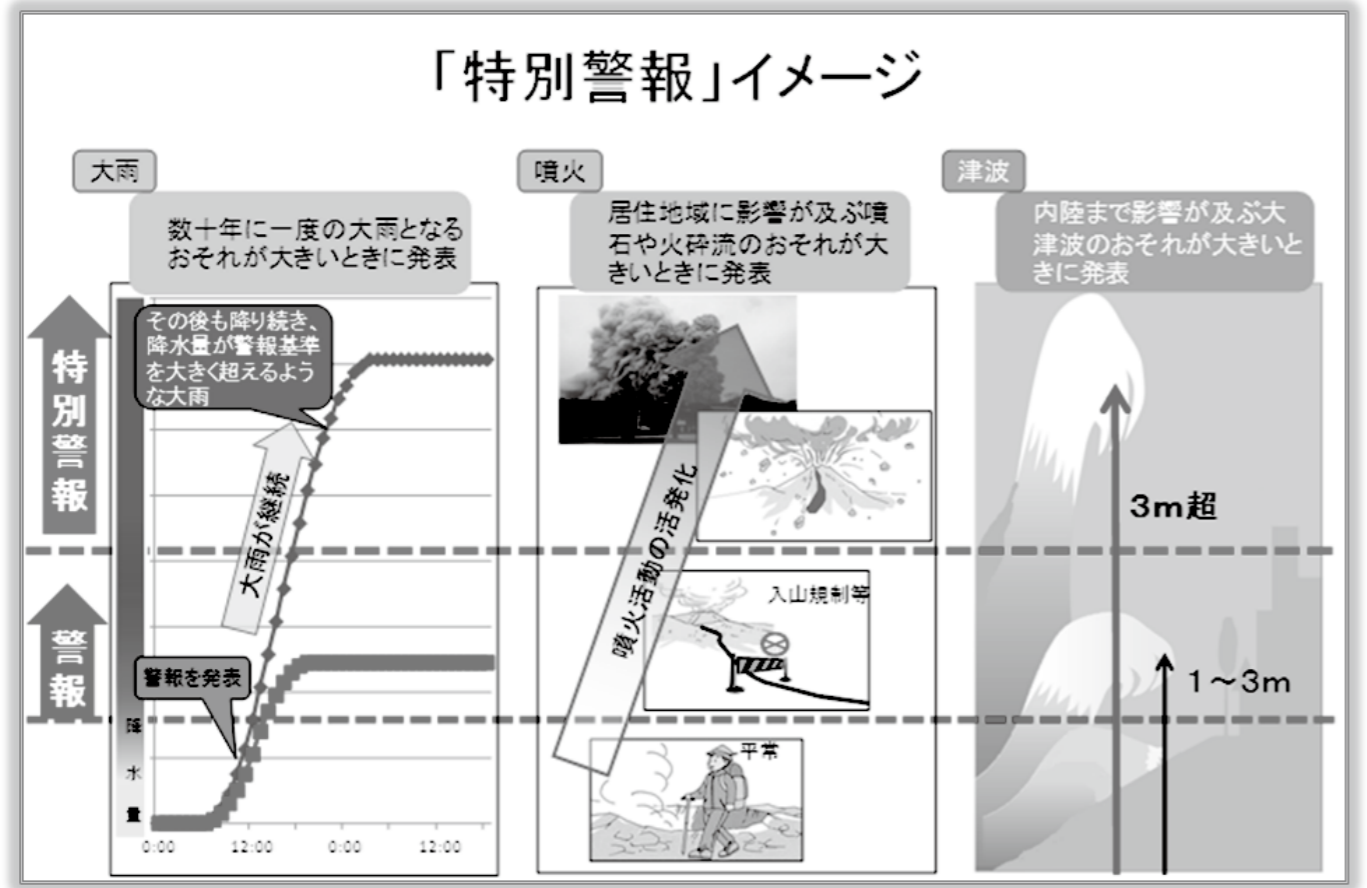 「特別警報」イメージ
大雨
数十年に一度の大雨となる
おそれが大きいときに発表
噴火
居住地域に影響が及ぶ噴
石や火砕流のおそれが大
きいときに発表
津波
内陸まで影響が及ぶ大
津波のおそれが大きいと
きに発表
特別警報
警報
その後も降り続き、
降水量が警報基準
を大きく超えるよう
な大雨
大雨が継続
警報を発表
降水量
0:00
12:00
0:00
12:00
噴火活動の活発化
入山規制等
平常
3m超
1～3m